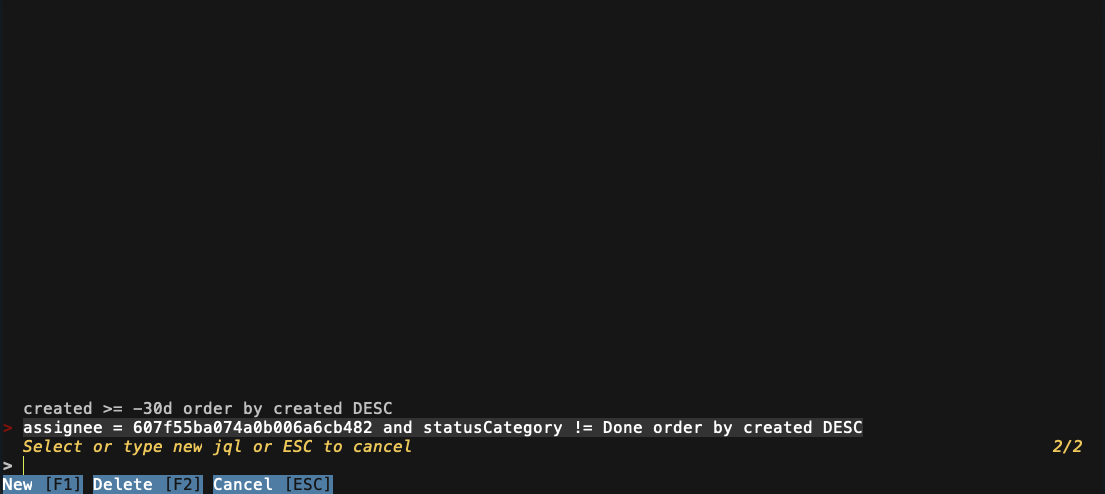 created >= -30d order by created DESC
> assignee = 607f55ba074a0b006a6cb482 and statusCategory != Done order by created DESC
Select or type new jql or ESC to cancel 2/2
>
New [F1] Delete [F2] Cancel [ESC]